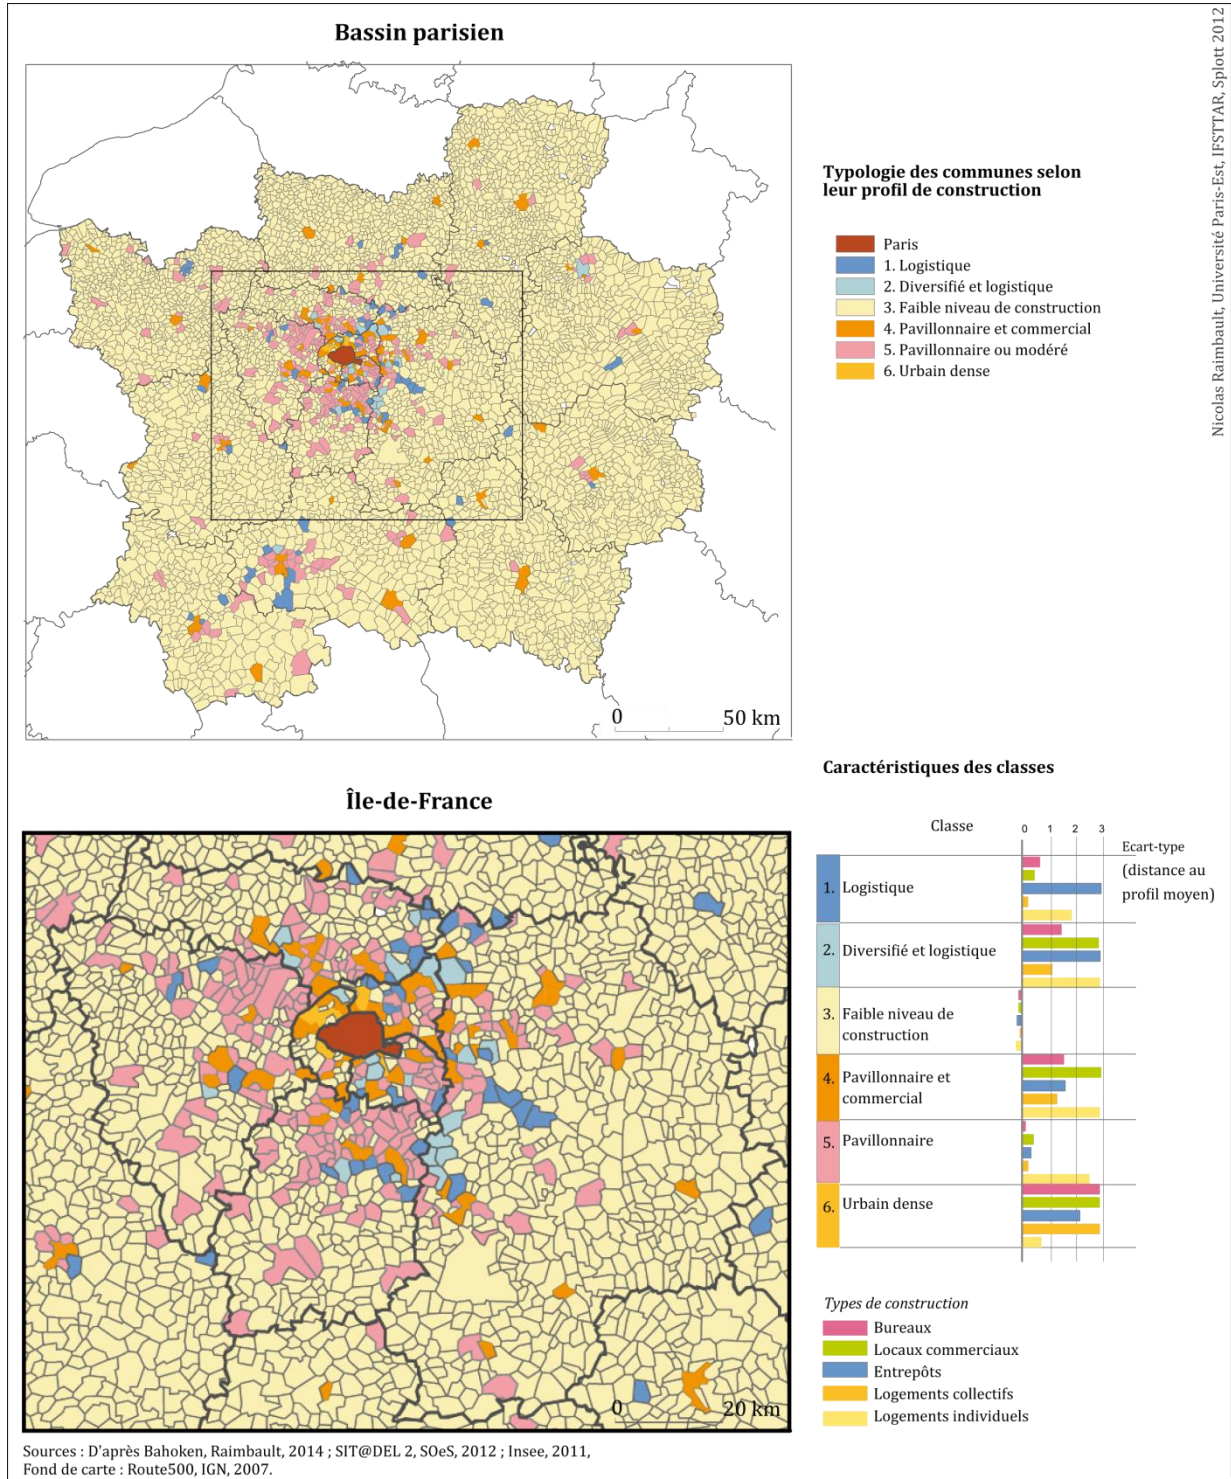 Bassin parisien
Nicolas Raimbault, Université Paris-Est, IFSTTAR, Splott 2012
0 50 km
Typologie des communes selon
leur profil de construction
Paris
1. Logistique
2. Diversifié et logistique
3. Faible niveau de construction
4. Pavillonnaire et commercial
5. Pavillonnaire ou modéré
6. Urbain dense
Île-de-France
0 20 km
Caractéristiques des classes
Classe
0 1 2 3
Ecart-type
(distance au
profil moyen)
1. Logistique
2. Diversifié et logistique
3. Faible niveau de
construction
4. Pavillonnaire et
commercial
5. Pavillonnaire
6. Urbain dense
Types de construction
Bureaux
Locaux commerciaux
Entrepôts
Logements collectifs
Logements individuels
Sources : D'après Bahoken, Raimbault, 2014 ; SIT@DEL 2, SOeS, 2012 ; Insee, 2011,
Fond de carte : Route500, IGN, 2007.